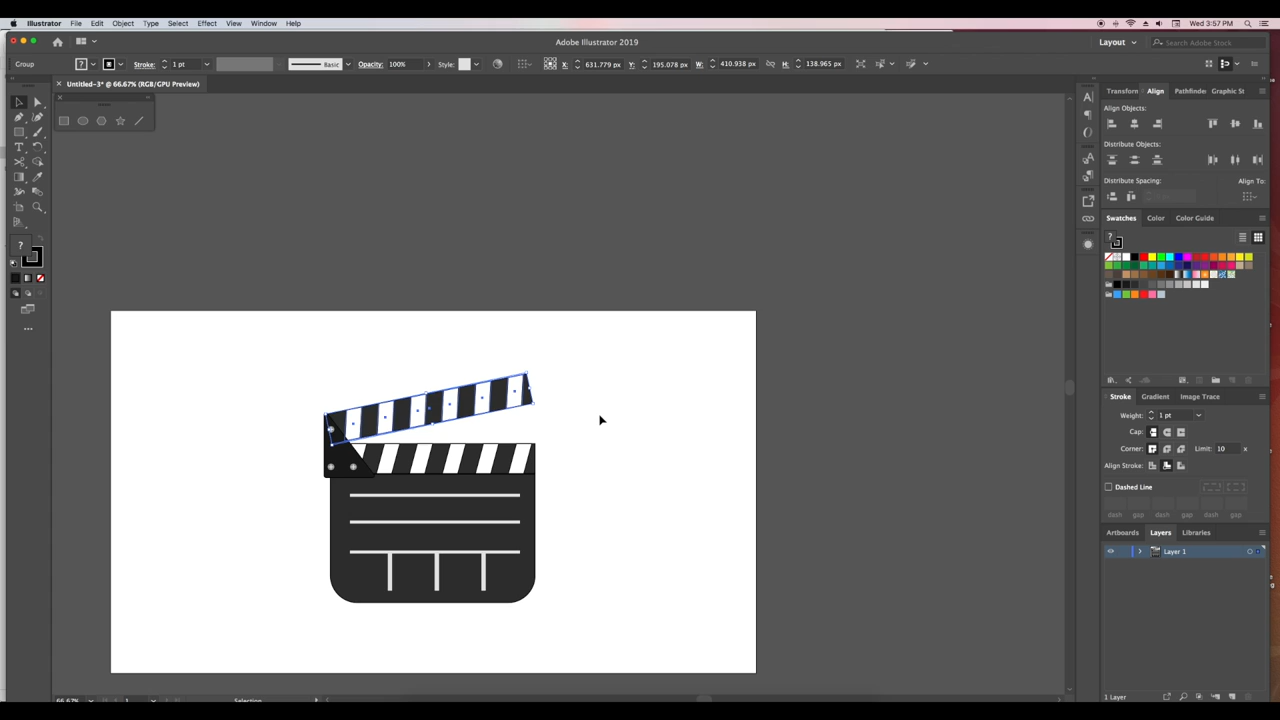 Illustrator File Edit Object Type Select Effect View Window Help
Wed 3:57 PM
Adobe Illustrator 2019
Layout
Search Adobe Stock
Group
?
Stroke:
1 pt
Basic
Opacity:
100%
Style:
X:
631.779 px
Y:
195.078 px
W:
410.938 px
H:
138.965 px
Untitled-3* @ 66.67% (RGB/GPU Preview)
Transform
Align
Pathfinder
Graphic St
Align Objects:
Distribute Objects:
Distribute Spacing:
Align To:
Swatches
Color
Color Guide
?
?
Stroke
Gradient
Image Trace
Weight:
1 pt
Cap:
Corner:
Limit:
10
x
Align Stroke:
Dashed Line
dash
gap
dash
gap
dash
gap
Artboards
Layers
Libraries
Layer 1
66.67%
1
Selection
1 Layer